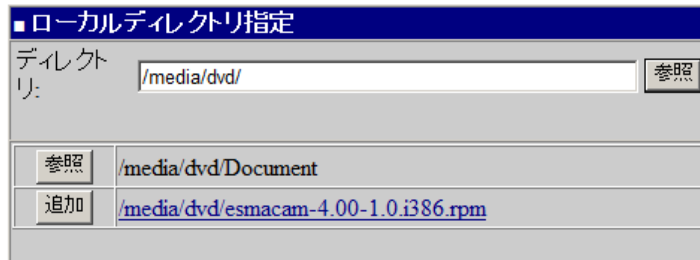 ■ローカルディレクトリ指定
ディレクト
リ:
/media/dvd/
参照
参照 /media/dvd/Document
追加 /media/dvd/esmacam-4.00-1.0.i386.rpm